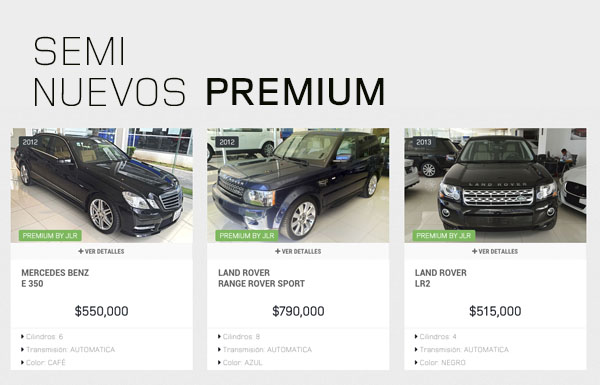 SEMI
NUEVOS PREMIUM
2012
PREMIUM BY JLR
+ VER DETALLES
MERCEDES BENZ
E 350
$550,000
Cilindros: 6
Transmisión: AUTOMATICA
Color: CAFÉ
2012
LAND ROVER
PREMIUM BY JLR
+ VER DETALLES
LAND ROVER
RANGE ROVER SPORT
$790,000
Cilindros: 8
Transmisión: AUTOMATICA
Color: AZUL
2013
LAND ROVER
PREMIUM BY JLR
+ VER DETALLES
LAND ROVER
LR2
$515,000
Cilindros: 4
Transmisión: AUTOMATICA
Color: NEGRO